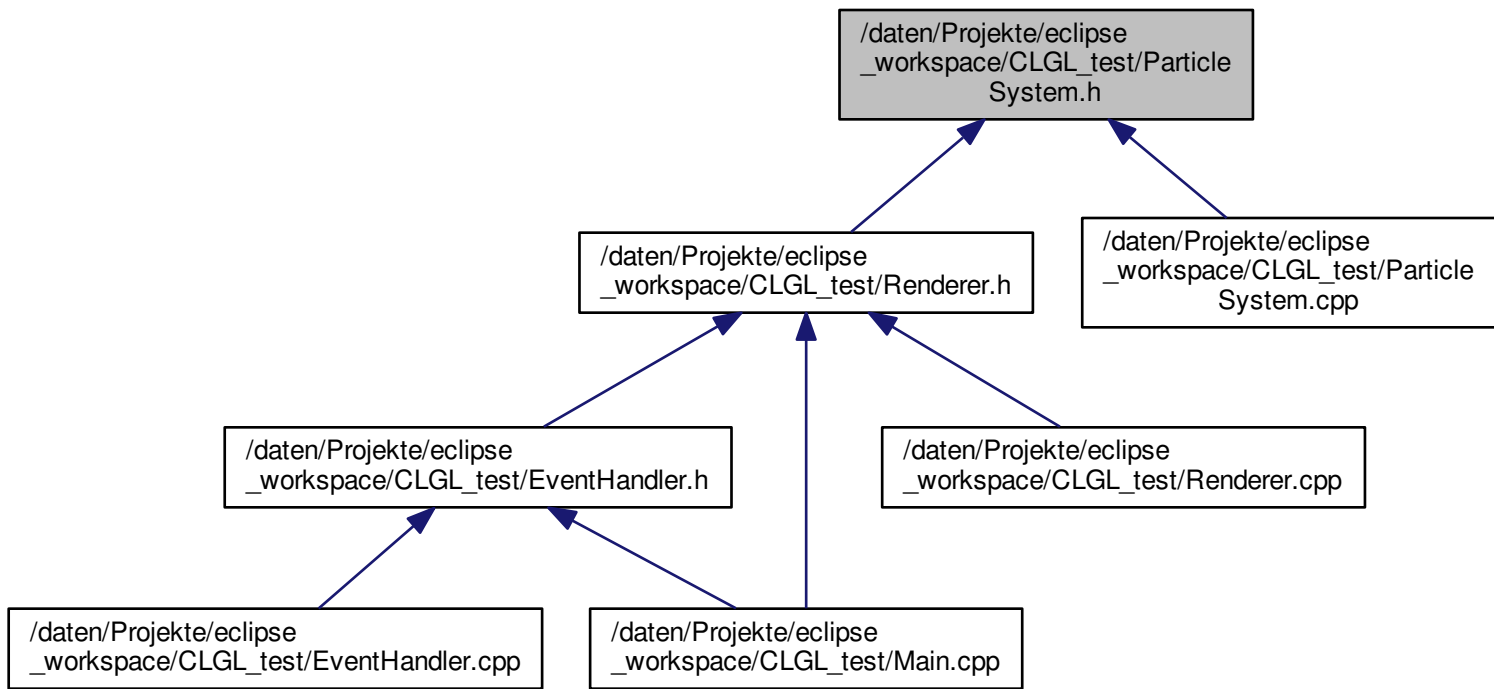 /daten/Projekte/eclipse
_workspace/CLGL_test/Particle
System.h
/daten/Projekte/eclipse
_workspace/CLGL_test/Renderer.h
/daten/Projekte/eclipse
_workspace/CLGL_test/Particle
System.cpp
/daten/Projekte/eclipse
_workspace/CLGL_test/EventHandler.h
/daten/Projekte/eclipse
_workspace/CLGL_test/Renderer.cpp
/daten/Projekte/eclipse
_workspace/CLGL_test/EventHandler.cpp
/daten/Projekte/eclipse
_workspace/CLGL_test/Main.cpp